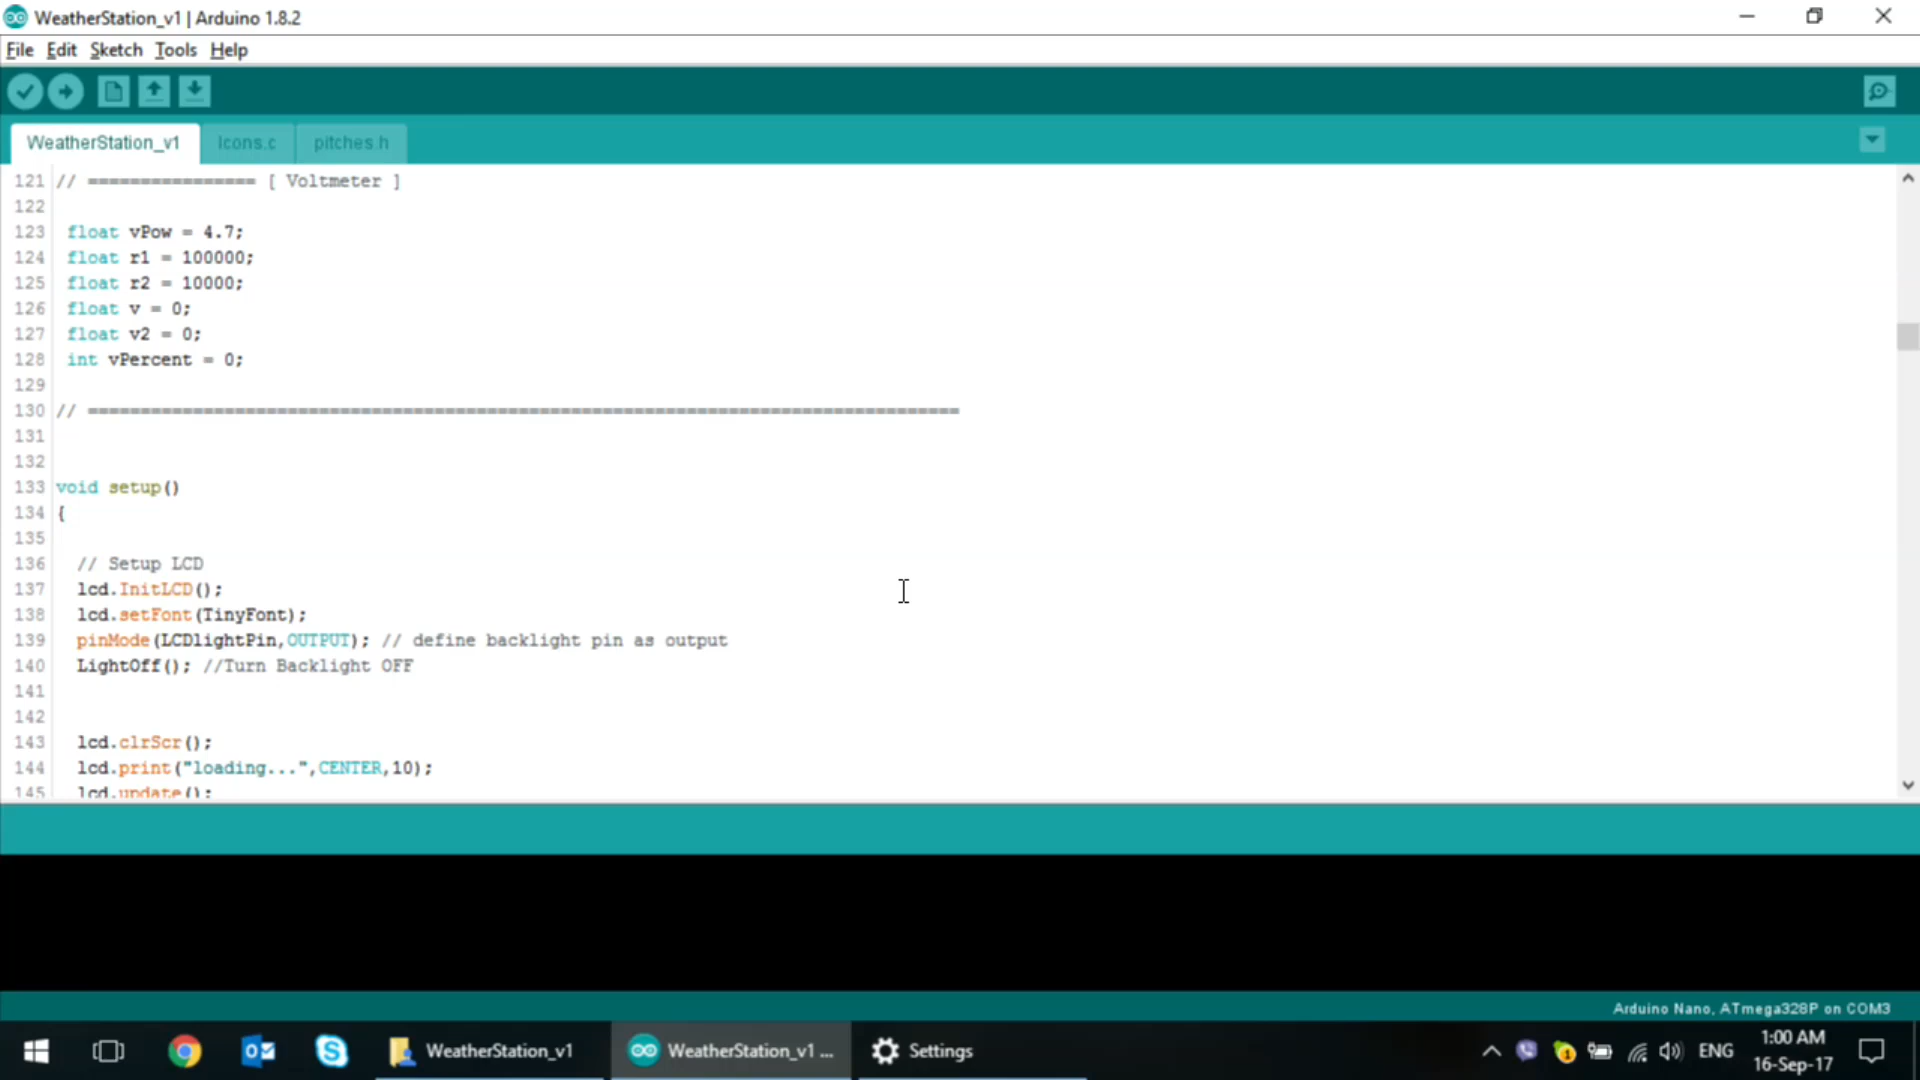 WeatherStation_v1 | Arduino 1.8.2
File Edit Sketch Tools Help
WeatherStation_v1 Icons.c pitches.h
121 // ================ [ Voltmeter ]
122
123 float vPow = 4.7;
124 float r1 = 100000;
125 float r2 = 10000;
126 float v = 0;
127 float v2 = 0;
128 int vPercent = 0;
129
130 // ===================================================================================
131
132
133 void setup()
134 {
135
136 // Setup LCD
137 lcd.InitLCD();
138 lcd.setFont(TinyFont);
139 pinMode(LCDlightPin,OUTPUT); // define backlight pin as output
140 LightOff(); //Turn Backlight OFF
141
142
143 lcd.clrScr();
144 lcd.print("loading...",CENTER,10);
145 lcd.update();
Arduino Nano, ATmega328P on COM3
WeatherStation_v1 WeatherStation_v1 ... Settings ENG 1:00 AM
16-Sep-17